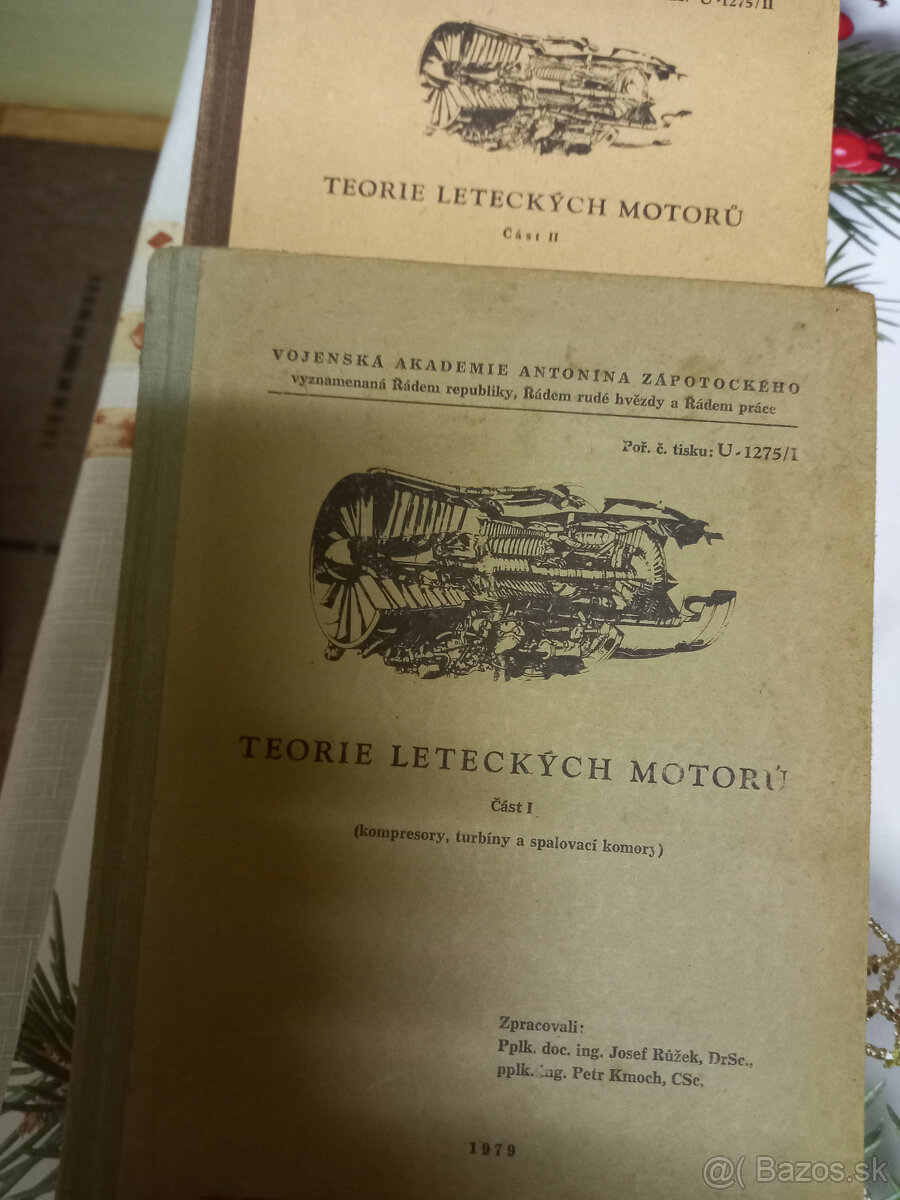 U-1275/II
TEORIE LETECKÝCH MOTORŮ
Část II
VOJENSKÁ AKADEMIE ANTONÍNA ZÁPOTOCKÉHO
vyznamenaná Řádem republiky, Řádem rudé hvězdy a Řádem práce
Poř. č. tisku: U-1275/I
TEORIE LETECKÝCH MOTORŮ
Část I
(kompresory, turbíny a spalovací komory)
Zpracovali:
Pplk. doc. ing. Josef Růžek, DrSc.,
pplk. ing. Petr Kmoch, CSc.
1979
@( Bazos.sk